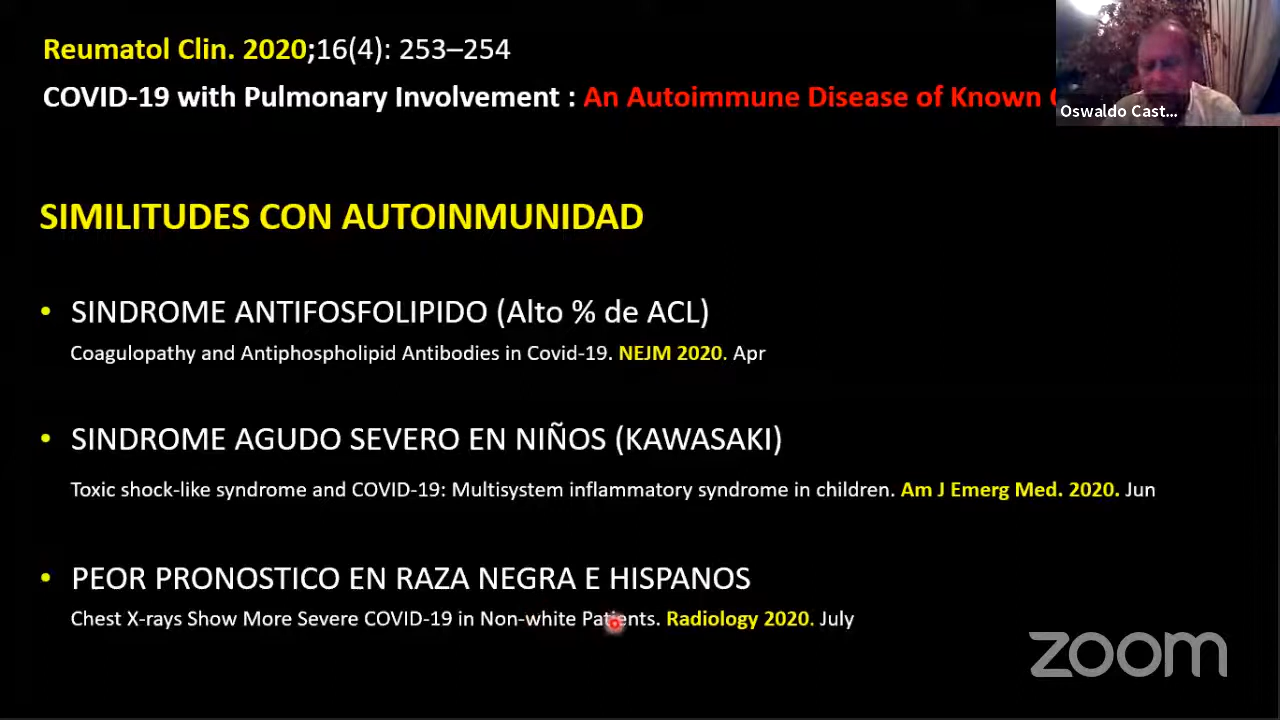 Reumatol Clin. 2020;16(4): 253–254
COVID-19 with Pulmonary Involvement : An Autoimmune Disease of Known
Oswaldo Cast...
SIMILITUDES CON AUTOINMUNIDAD
• SINDROME ANTIFOSFOLIPIDO (Alto % de ACL)
Coagulopathy and Antiphospholipid Antibodies in Covid-19. NEJM 2020. Apr
• SINDROME AGUDO SEVERO EN NIÑOS (KAWASAKI)
Toxic shock-like syndrome and COVID-19: Multisystem inflammatory syndrome in children. Am J Emerg Med. 2020. Jun
• PEOR PRONOSTICO EN RAZA NEGRA E HISPANOS
Chest X-rays Show More Severe COVID-19 in Non-white Patients. Radiology 2020. July
zoom